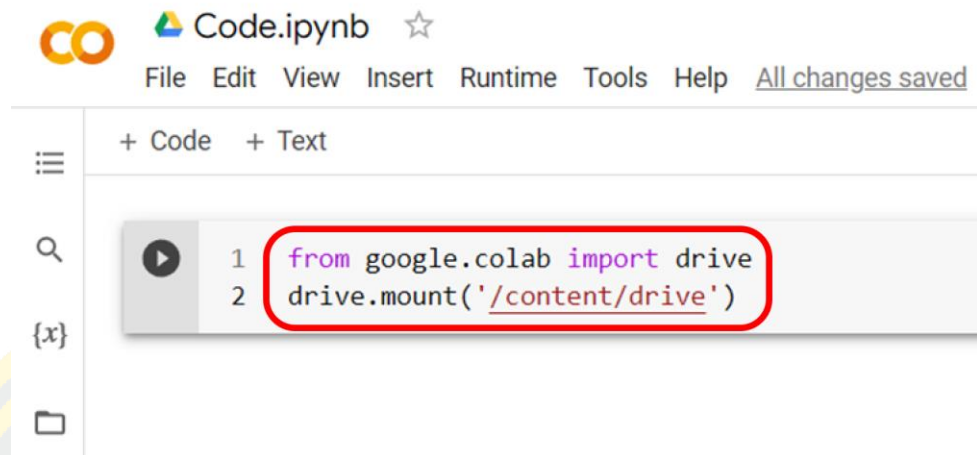 Code.ipynb
File Edit View Insert Runtime Tools Help All changes saved
+ Code + Text
1 from google.colab import drive
2 drive.mount('/content/drive')
{x}